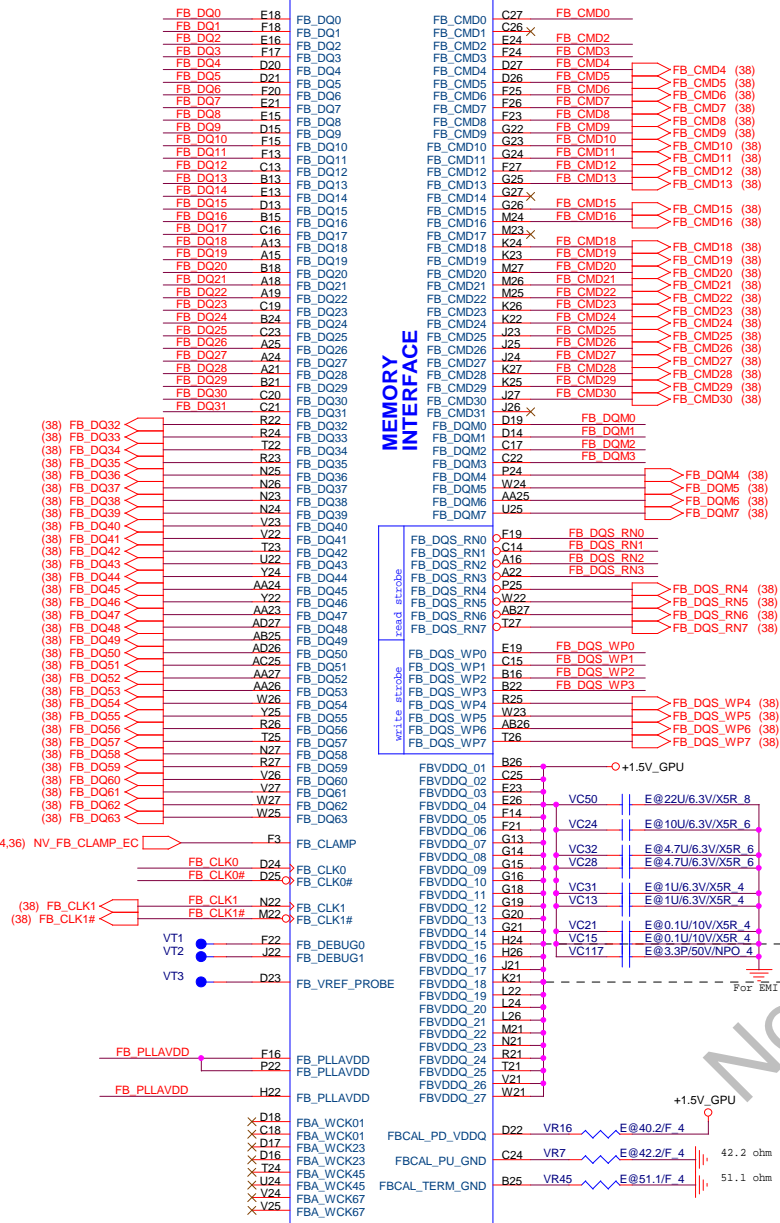 FB_DQ0 E18 FB_DQ0 FB_CMD0 C27 FB_CMD0
FB_DQ1 F18 FB_DQ1 FB_CMD1 C26
FB_DQ2 E16 FB_DQ2 FB_CMD2 E24 FB_CMD2
FB_DQ3 F17 FB_DQ3 FB_CMD3 F24 FB_CMD3
FB_DQ4 D20 FB_DQ4 FB_CMD4 D27 FB_CMD4 FB_CMD4 (38)
FB_DQ5 D21 FB_DQ5 FB_CMD5 D26 FB_CMD5 FB_CMD5 (38)
FB_DQ6 F20 FB_DQ6 FB_CMD6 F25 FB_CMD6 FB_CMD6 (38)
FB_DQ7 E21 FB_DQ7 FB_CMD7 F26 FB_CMD7 FB_CMD7 (38)
FB_DQ8 E15 FB_DQ8 FB_CMD8 F23 FB_CMD8 FB_CMD8 (38)
FB_DQ9 D15 FB_DQ9 FB_CMD9 G22 FB_CMD9 FB_CMD9 (38)
FB_DQ10 F15 FB_DQ10 FB_CMD10 G23 FB_CMD10 FB_CMD10 (38)
FB_DQ11 F13 FB_DQ11 FB_CMD11 G24 FB_CMD11 FB_CMD11 (38)
FB_DQ12 C13 FB_DQ12 FB_CMD12 F27 FB_CMD12 FB_CMD12 (38)
FB_DQ13 B13 FB_DQ13 FB_CMD13 G25 FB_CMD13 FB_CMD13 (38)
FB_DQ14 E13 FB_DQ14 FB_CMD14 G27
FB_DQ15 D13 FB_DQ15 FB_CMD15 G26 FB_CMD15 FB_CMD15 (38)
FB_DQ16 B15 FB_DQ16 FB_CMD16 M24 FB_CMD16 FB_CMD16 (38)
FB_DQ17 C16 FB_DQ17 FB_CMD17 M23
FB_DQ18 A13 FB_DQ18 FB_CMD18 K24 FB_CMD18 FB_CMD18 (38)
FB_DQ19 A15 FB_DQ19 FB_CMD19 K23 FB_CMD19 FB_CMD19 (38)
FB_DQ20 B18 FB_DQ20 FB_CMD20 M27 FB_CMD20 FB_CMD20 (38)
FB_DQ21 A18 FB_DQ21 FB_CMD21 M26 FB_CMD21 FB_CMD21 (38)
FB_DQ22 A19 FB_DQ22 FB_CMD22 M25 FB_CMD22 FB_CMD22 (38)
FB_DQ23 C19 FB_DQ23 FB_CMD23 K26 FB_CMD23 FB_CMD23 (38)
FB_DQ24 B24 FB_DQ24 FB_CMD24 K22 FB_CMD24 FB_CMD24 (38)
FB_DQ25 C23 FB_DQ25 FB_CMD25 J23 FB_CMD25 FB_CMD25 (38)
FB_DQ26 A25 FB_DQ26 FB_CMD26 J25 FB_CMD26 FB_CMD26 (38)
FB_DQ27 A24 FB_DQ27 FB_CMD27 J24 FB_CMD27 FB_CMD27 (38)
FB_DQ28 A21 FB_DQ28 FB_CMD28 K27 FB_CMD28 FB_CMD28 (38)
FB_DQ29 B21 FB_DQ29 FB_CMD29 K25 FB_CMD29 FB_CMD29 (38)
FB_DQ30 C20 FB_DQ30 FB_CMD30 J27 FB_CMD30 FB_CMD30 (38)
FB_DQ31 C21 FB_DQ31 FB_CMD31 J26
MEMORY
INTERFACE
(38) FB_DQ32 R22 FB_DQ32 FB_DQM0 D19 FB_DQM0
(38) FB_DQ33 R24 FB_DQ33 FB_DQM1 D14 FB_DQM1
(38) FB_DQ34 T22 FB_DQ34 FB_DQM2 C17 FB_DQM2
(38) FB_DQ35 R23 FB_DQ35 FB_DQM3 C22 FB_DQM3
(38) FB_DQ36 N25 FB_DQ36 FB_DQM4 P24 FB_DQM4 (38)
(38) FB_DQ37 N26 FB_DQ37 FB_DQM5 W24 FB_DQM5 (38)
(38) FB_DQ38 N23 FB_DQ38 FB_DQM6 AA25 FB_DQM6 (38)
(38) FB_DQ39 N24 FB_DQ39 FB_DQM7 U25 FB_DQM7 (38)
(38) FB_DQ40 V23 FB_DQ40
(38) FB_DQ41 V22 FB_DQ41 FB_DQS_RN0 F19 FB_DQS_RN0
(38) FB_DQ42 T23 FB_DQ42 FB_DQS_RN1 C14 FB_DQS_RN1
(38) FB_DQ43 U22 FB_DQ43 FB_DQS_RN2 A16 FB_DQS_RN2
(38) FB_DQ44 Y24 FB_DQ44 FB_DQS_RN3 A22 FB_DQS_RN3
(38) FB_DQ45 AA24 FB_DQ45 FB_DQS_RN4 P25 FB_DQS_RN4 (38)
(38) FB_DQ46 Y22 FB_DQ46 FB_DQS_RN5 W22 FB_DQS_RN5 (38)
(38) FB_DQ47 AA23 FB_DQ47 FB_DQS_RN6 AB27 FB_DQS_RN6 (38)
(38) FB_DQ48 AD27 FB_DQ48 FB_DQS_RN7 T27 FB_DQS_RN7 (38)
read strobe
(38) FB_DQ49 AB25 FB_DQ49
(38) FB_DQ50 AD26 FB_DQ50 FB_DQS_WP0 E19 FB_DQS_WP0
(38) FB_DQ51 AC25 FB_DQ51 FB_DQS_WP1 C15 FB_DQS_WP1
(38) FB_DQ52 AA27 FB_DQ52 FB_DQS_WP2 B16 FB_DQS_WP2
(38) FB_DQ53 AA26 FB_DQ53 FB_DQS_WP3 B22 FB_DQS_WP3
(38) FB_DQ54 W26 FB_DQ54 FB_DQS_WP4 R25 FB_DQS_WP4 (38)
(38) FB_DQ55 Y25 FB_DQ55 FB_DQS_WP5 W23 FB_DQS_WP5 (38)
(38) FB_DQ56 R26 FB_DQ56 FB_DQS_WP6 AB26 FB_DQS_WP6 (38)
(38) FB_DQ57 T25 FB_DQ57 FB_DQS_WP7 T26 FB_DQS_WP7 (38)
write strobe
(38) FB_DQ58 N27 FB_DQ58
(38) FB_DQ59 R27 FB_DQ59 FBVDDQ_01 B26 +1.5V_GPU
(38) FB_DQ60 V26 FB_DQ60 FBVDDQ_02 C25
(38) FB_DQ61 V27 FB_DQ61 FBVDDQ_03 E23
(38) FB_DQ62 W27 FB_DQ62 FBVDDQ_04 E26 VC50 E@22U/6.3V/X5R_8
(38) FB_DQ63 W25 FB_DQ63 FBVDDQ_05 F14
FBVDDQ_06 F21 VC24 E@10U/6.3V/X5R_6
4,36) NV_FB_CLAMP_EC F3 FB_CLAMP FBVDDQ_07 G13
FBVDDQ_08 G14 VC32 E@4.7U/6.3V/X5R_6
FB_CLK0 D24 FB_CLK0 FBVDDQ_09 G15 VC28 E@4.7U/6.3V/X5R_6
FB_CLK0# D25 FB_CLK0# FBVDDQ_10 G16
FBVDDQ_11 G18 VC31 E@1U/6.3V/X5R_4
(38) FB_CLK1 FB_CLK1 N22 FB_CLK1 FBVDDQ_12 G19 VC13 E@1U/6.3V/X5R_4
(38) FB_CLK1# FB_CLK1# M22 FB_CLK1# FBVDDQ_13 G20
FBVDDQ_14 G21 VC21 E@0.1U/10V/X5R_4
VT1 F22 FB_DEBUG0 FBVDDQ_15 H24 VC15 E@0.1U/10V/X5R_4
VT2 J22 FB_DEBUG1 FBVDDQ_16 H26 VC117 E@3.3P/50V/NPO_4
FBVDDQ_17 J21
VT3 D23 FB_VREF_PROBE FBVDDQ_18 K21 For EMI
FBVDDQ_19 L22
FBVDDQ_20 L24
FBVDDQ_21 L26
FBVDDQ_22 M21
FBVDDQ_23 N21
FB_PLLAVDD F16 FB_PLLAVDD FBVDDQ_24 R21
P22 FB_PLLAVDD FBVDDQ_25 T21
FBVDDQ_26 V21
FB_PLLAVDD H22 FB_PLLAVDD FBVDDQ_27 W21
+1.5V_GPU
D18 FBA_WCK01
C18 FBA_WCK01 FBCAL_PD_VDDQ D22 VR16 E@40.2/F_4
D17 FBA_WCK23
D16 FBA_WCK23 FBCAL_PU_GND C24 VR7 E@42.2/F_4 42.2 ohm
T24 FBA_WCK45
U24 FBA_WCK45 FBCAL_TERM_GND B25 VR45 E@51.1/F_4 51.1 ohm
V24 FBA_WCK67
V25 FBA_WCK67
No